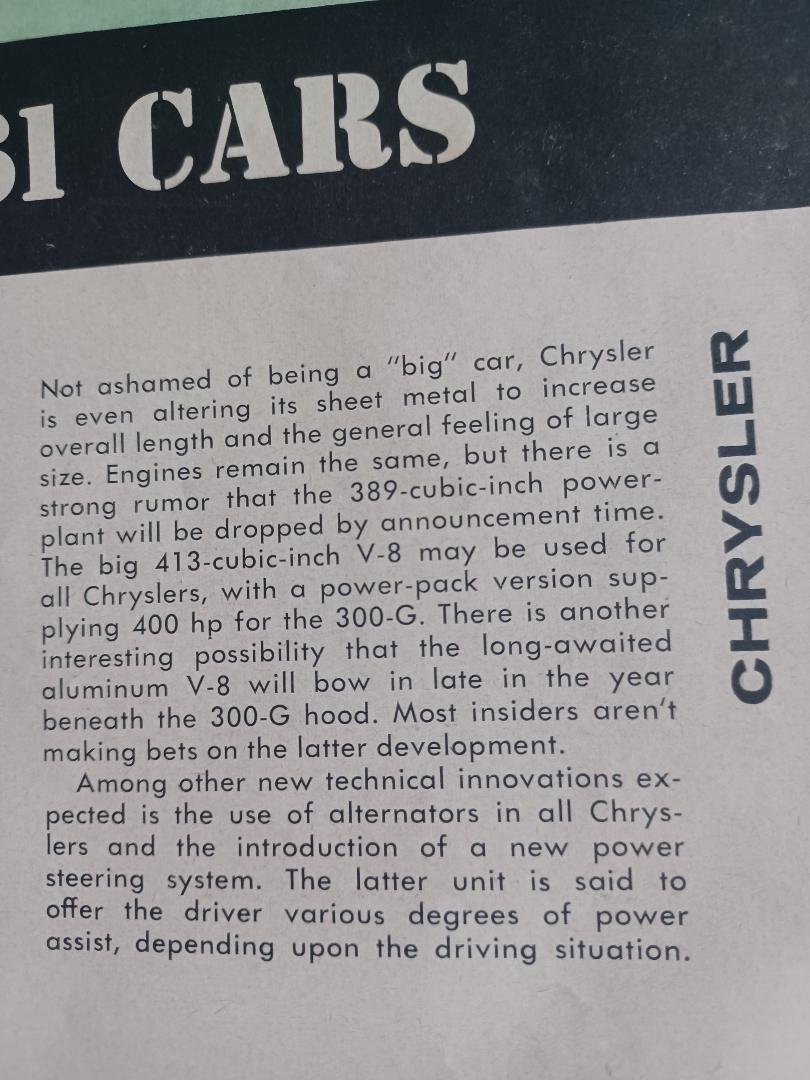 61 CARS
Not ashamed of being a "big" car, Chrysler
is even altering its sheet metal to increase
overall length and the general feeling of large
size. Engines remain the same, but there is a
strong rumor that the 389-cubic-inch power-
plant will be dropped by announcement time.
The big 413-cubic-inch V-8 may be used for
all Chryslers, with a power-pack version sup-
plying 400 hp for the 300-G. There is another
interesting possibility that the long-awaited
aluminum V-8 will bow in late in the year
beneath the 300-G hood. Most insiders aren't
making bets on the latter development.
Among other new technical innovations ex-
pected is the use of alternators in all Chrys-
lers and the introduction of a new power
steering system. The latter unit is said to
offer the driver various degrees of power
assist, depending upon the driving situation.
CHRYSLER